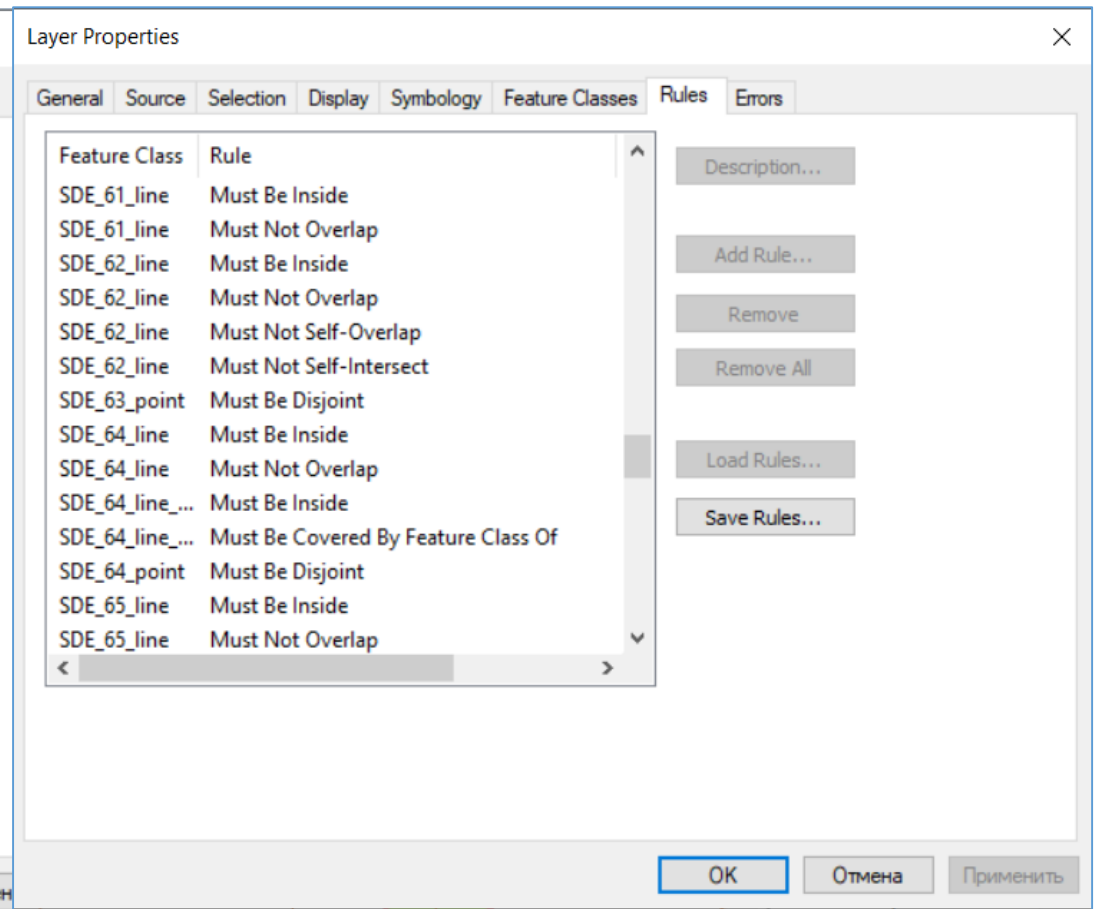 Layer Properties
General Source Selection Display Symbology Feature Classes Rules Errors
Feature Class Rule
SDE_61_line Must Be Inside
SDE_61_line Must Not Overlap
SDE_62_line Must Be Inside
SDE_62_line Must Not Overlap
SDE_62_line Must Not Self-Overlap
SDE_62_line Must Not Self-Intersect
SDE_63_point Must Be Disjoint
SDE_64_line Must Be Inside
SDE_64_line Must Not Overlap
SDE_64_line_... Must Be Inside
SDE_64_line_... Must Be Covered By Feature Class Of
SDE_64_point Must Be Disjoint
SDE_65_line Must Be Inside
SDE_65_line Must Not Overlap
Description...
Add Rule...
Remove
Remove All
Load Rules...
Save Rules...
OK Отмена Применить